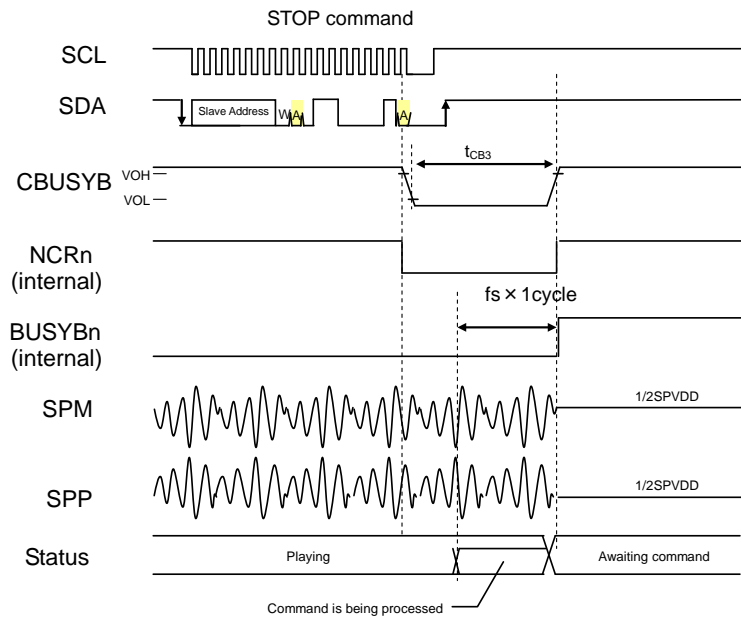 STOP command
SCL
SDA
Slave Address
W
A
A
CBUSYB
VOH
VOL
tCB3
NCRn
(internal)
fs×1cycle
BUSYBn
(internal)
SPM
1/2SPVDD
SPP
1/2SPVDD
Status
Playing
Awaiting command
Command is being processed